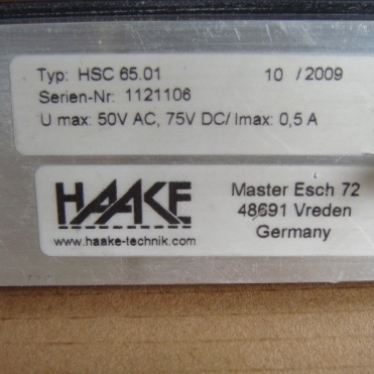 Typ: HSC 65.01 10 / 2009
Serien-Nr: 1121106
U max: 50V AC, 75V DC/ Imax: 0,5 A
HAAKE
www.haake-technik.com
Master Esch 72
48691 Vreden
Germany